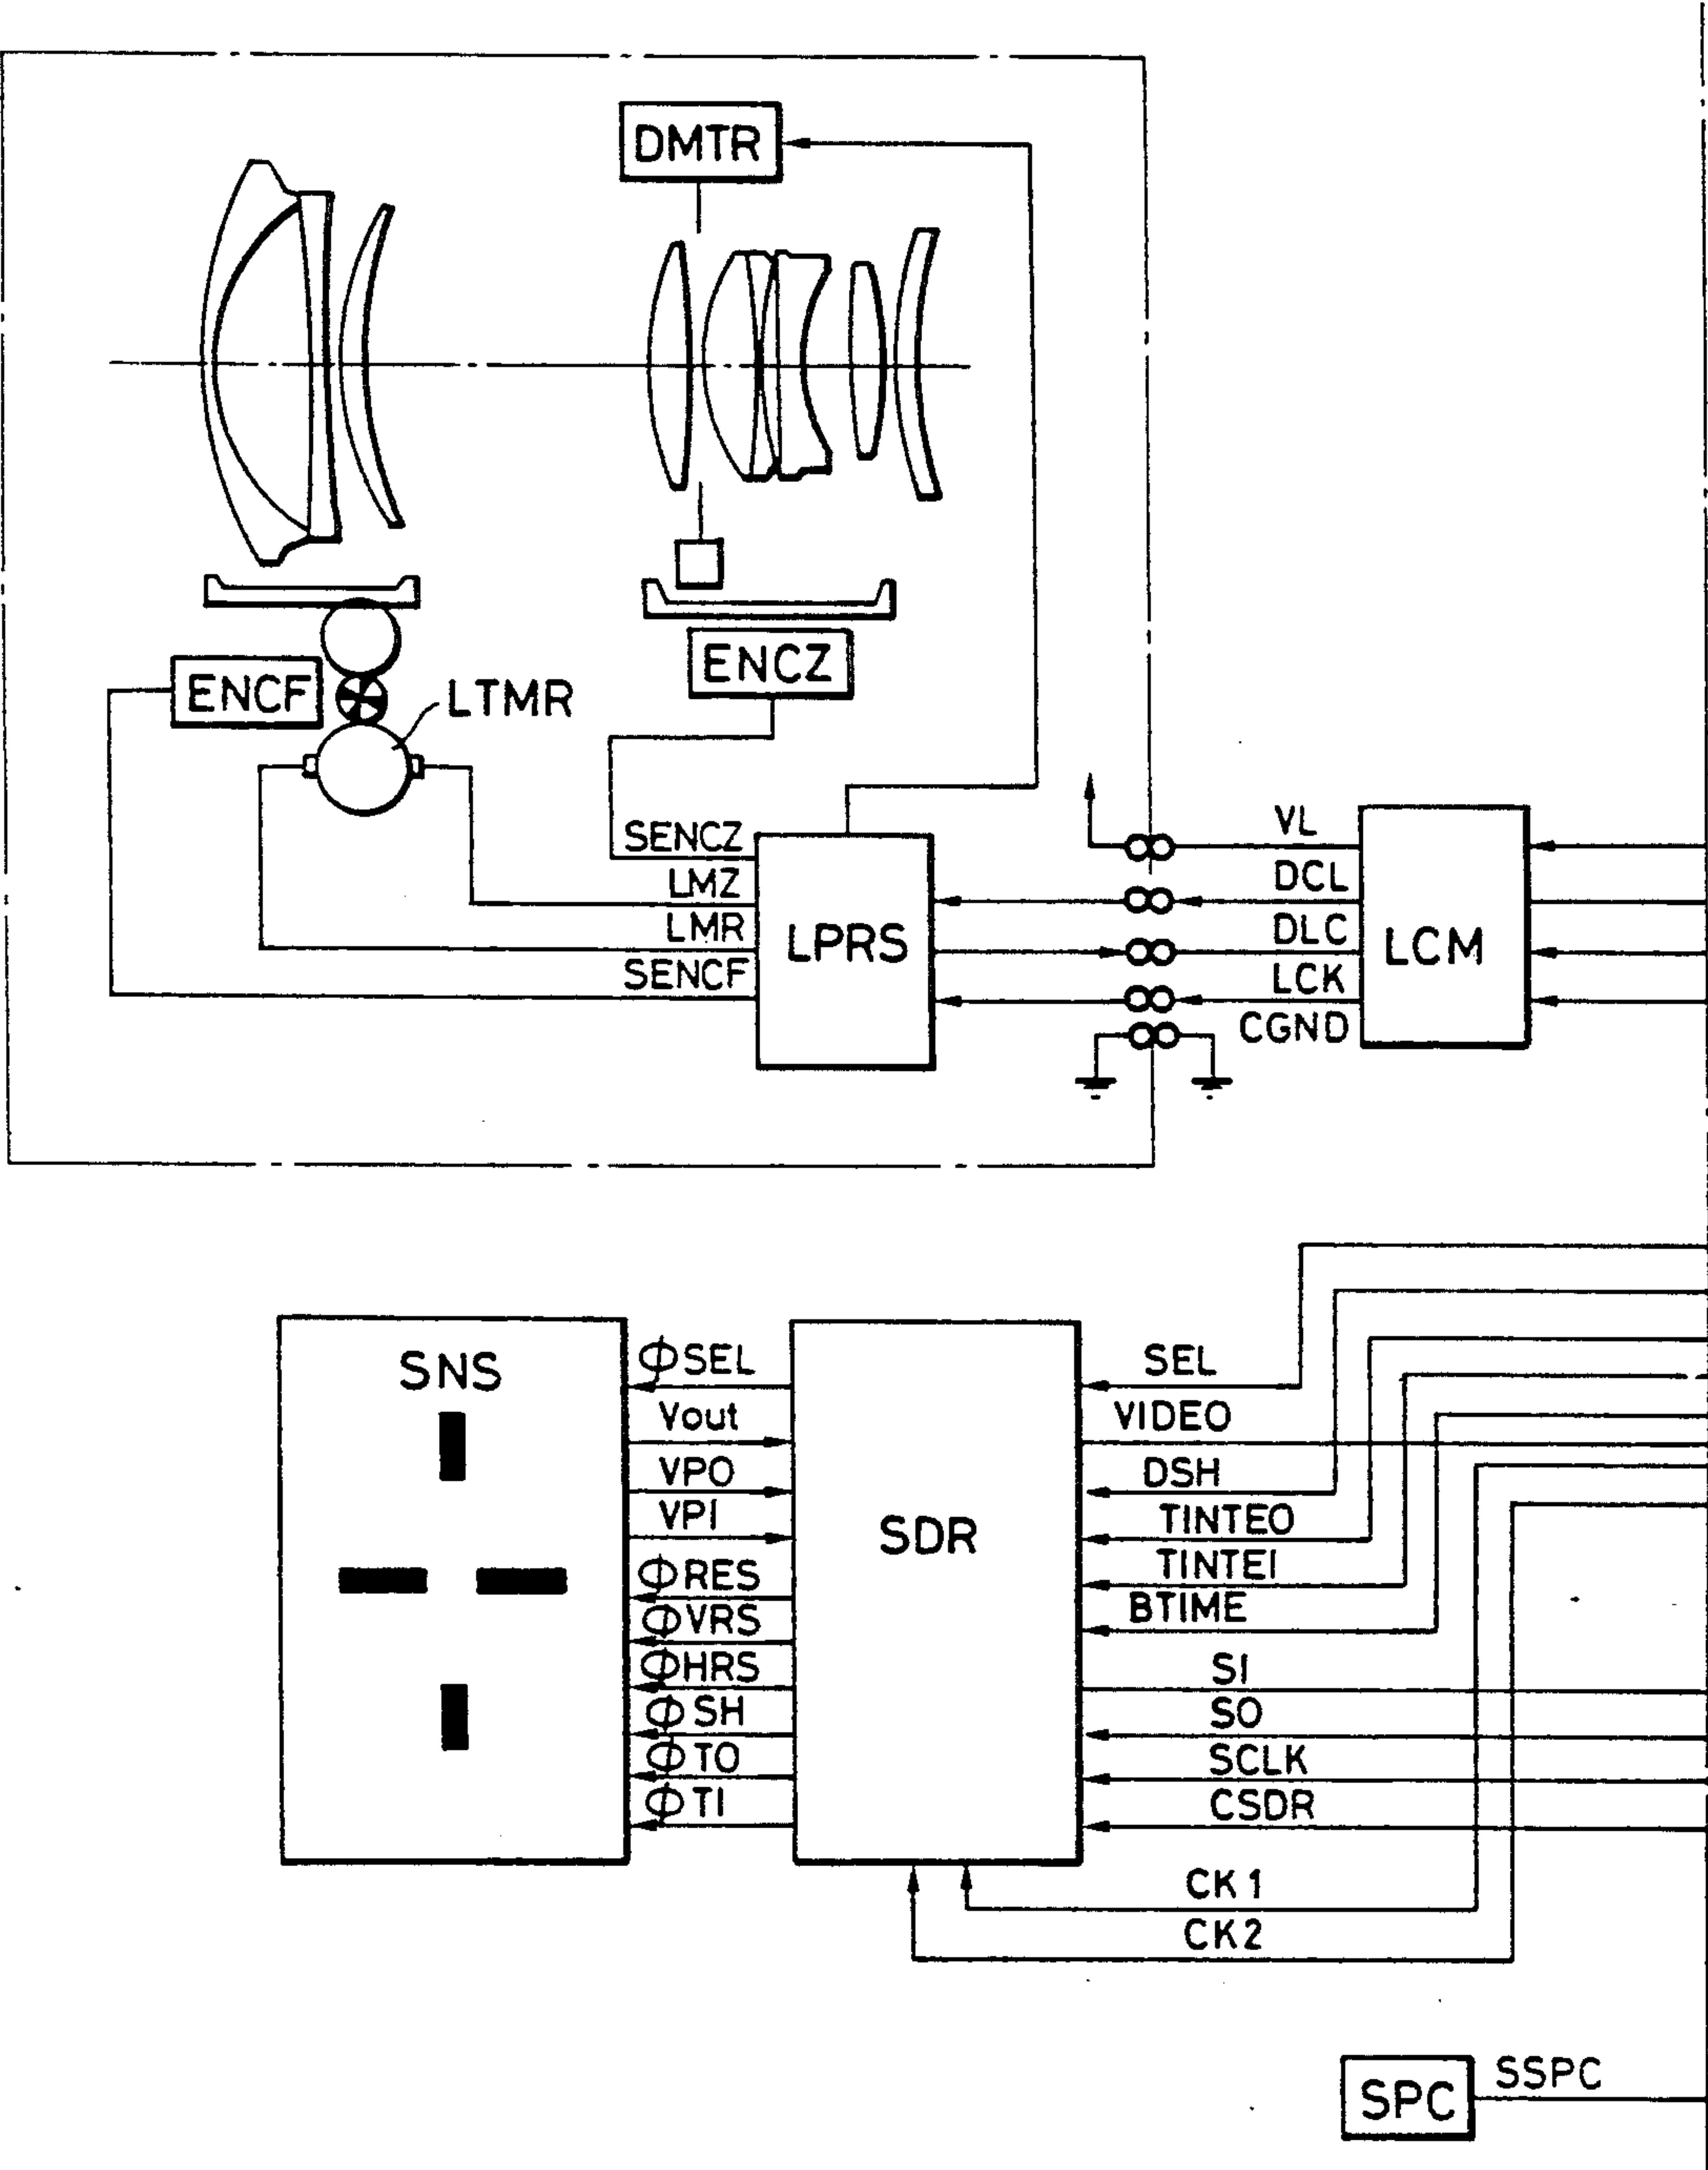 DMTR
ENCZ
ENCF
LTMR
SENCZ
LMZ
LMR
SENCF
LPRS
VL
DCL
DLC
LCK
CGND
LCM
SNS
ΦSEL
Vout
VPO
VPI
ΦRES
ΦVRS
ΦHRS
ΦSH
ΦTO
ΦTI
SDR
SEL
VIDEO
DSH
TINTEO
TINTEI
BTIME
SI
SO
SCLK
CSDR
CK1
CK2
SPC
SSPC